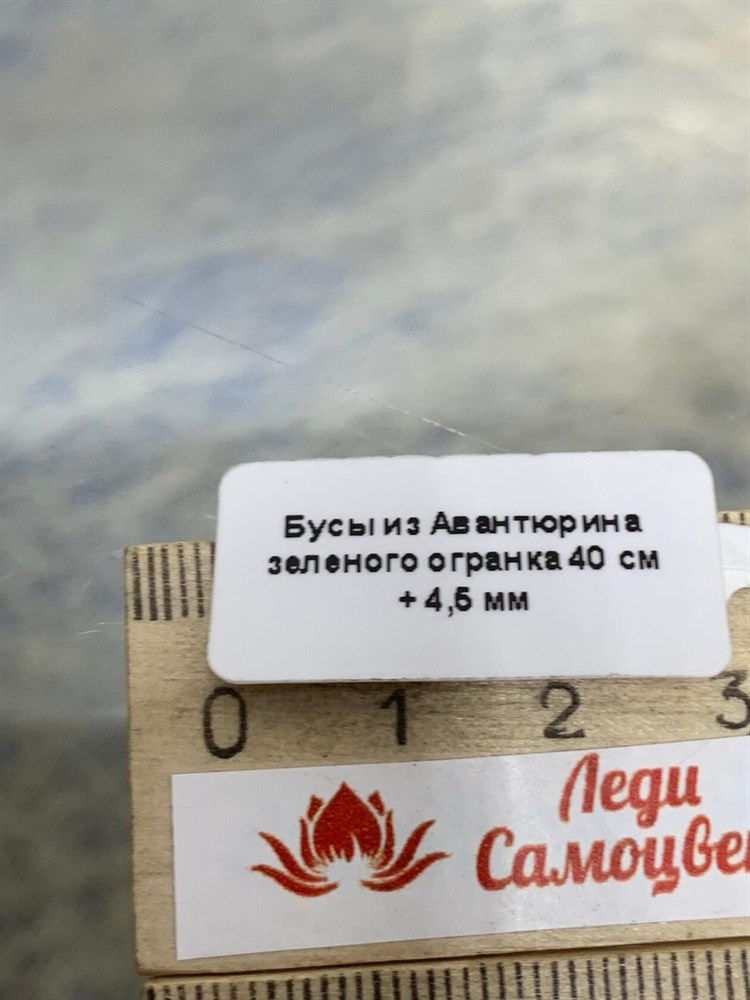 Бусы из Авантюрина
зеленого огранка 40 см
+ 4,5 мм
0 1 2 3
Леди